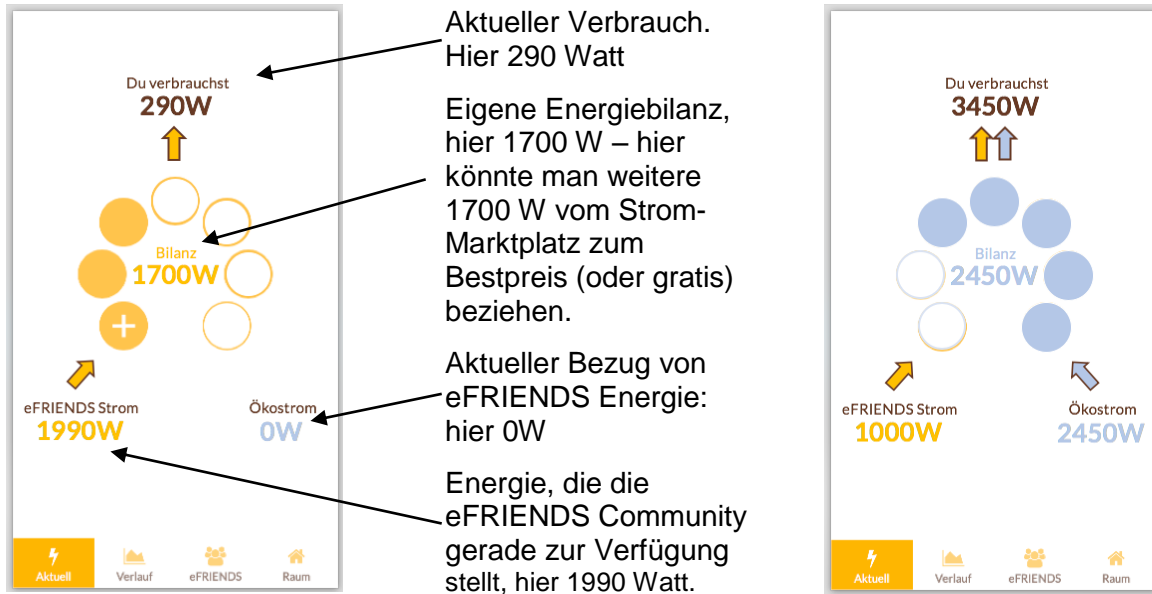 Du verbrauchst
290W
Bilanz
1700W
+
eFRIENDS Strom
1990W
Ökostrom
0W
Aktuell
Verlauf
eFRIENDS
Raum
Aktueller Verbrauch.
Hier 290 Watt
Eigene Energiebilanz,
hier 1700 W – hier
könnte man weitere
1700 W vom Strom-
Marktplatz zum
Bestpreis (oder gratis)
beziehen.
Aktueller Bezug von
eFRIENDS Energie:
hier 0W
Energie, die die
eFRIENDS Community
gerade zur Verfügung
stellt, hier 1990 Watt.
Du verbrauchst
3450W
Bilanz
2450W
eFRIENDS Strom
1000W
Ökostrom
2450W
Aktuell
Verlauf
eFRIENDS
Raum